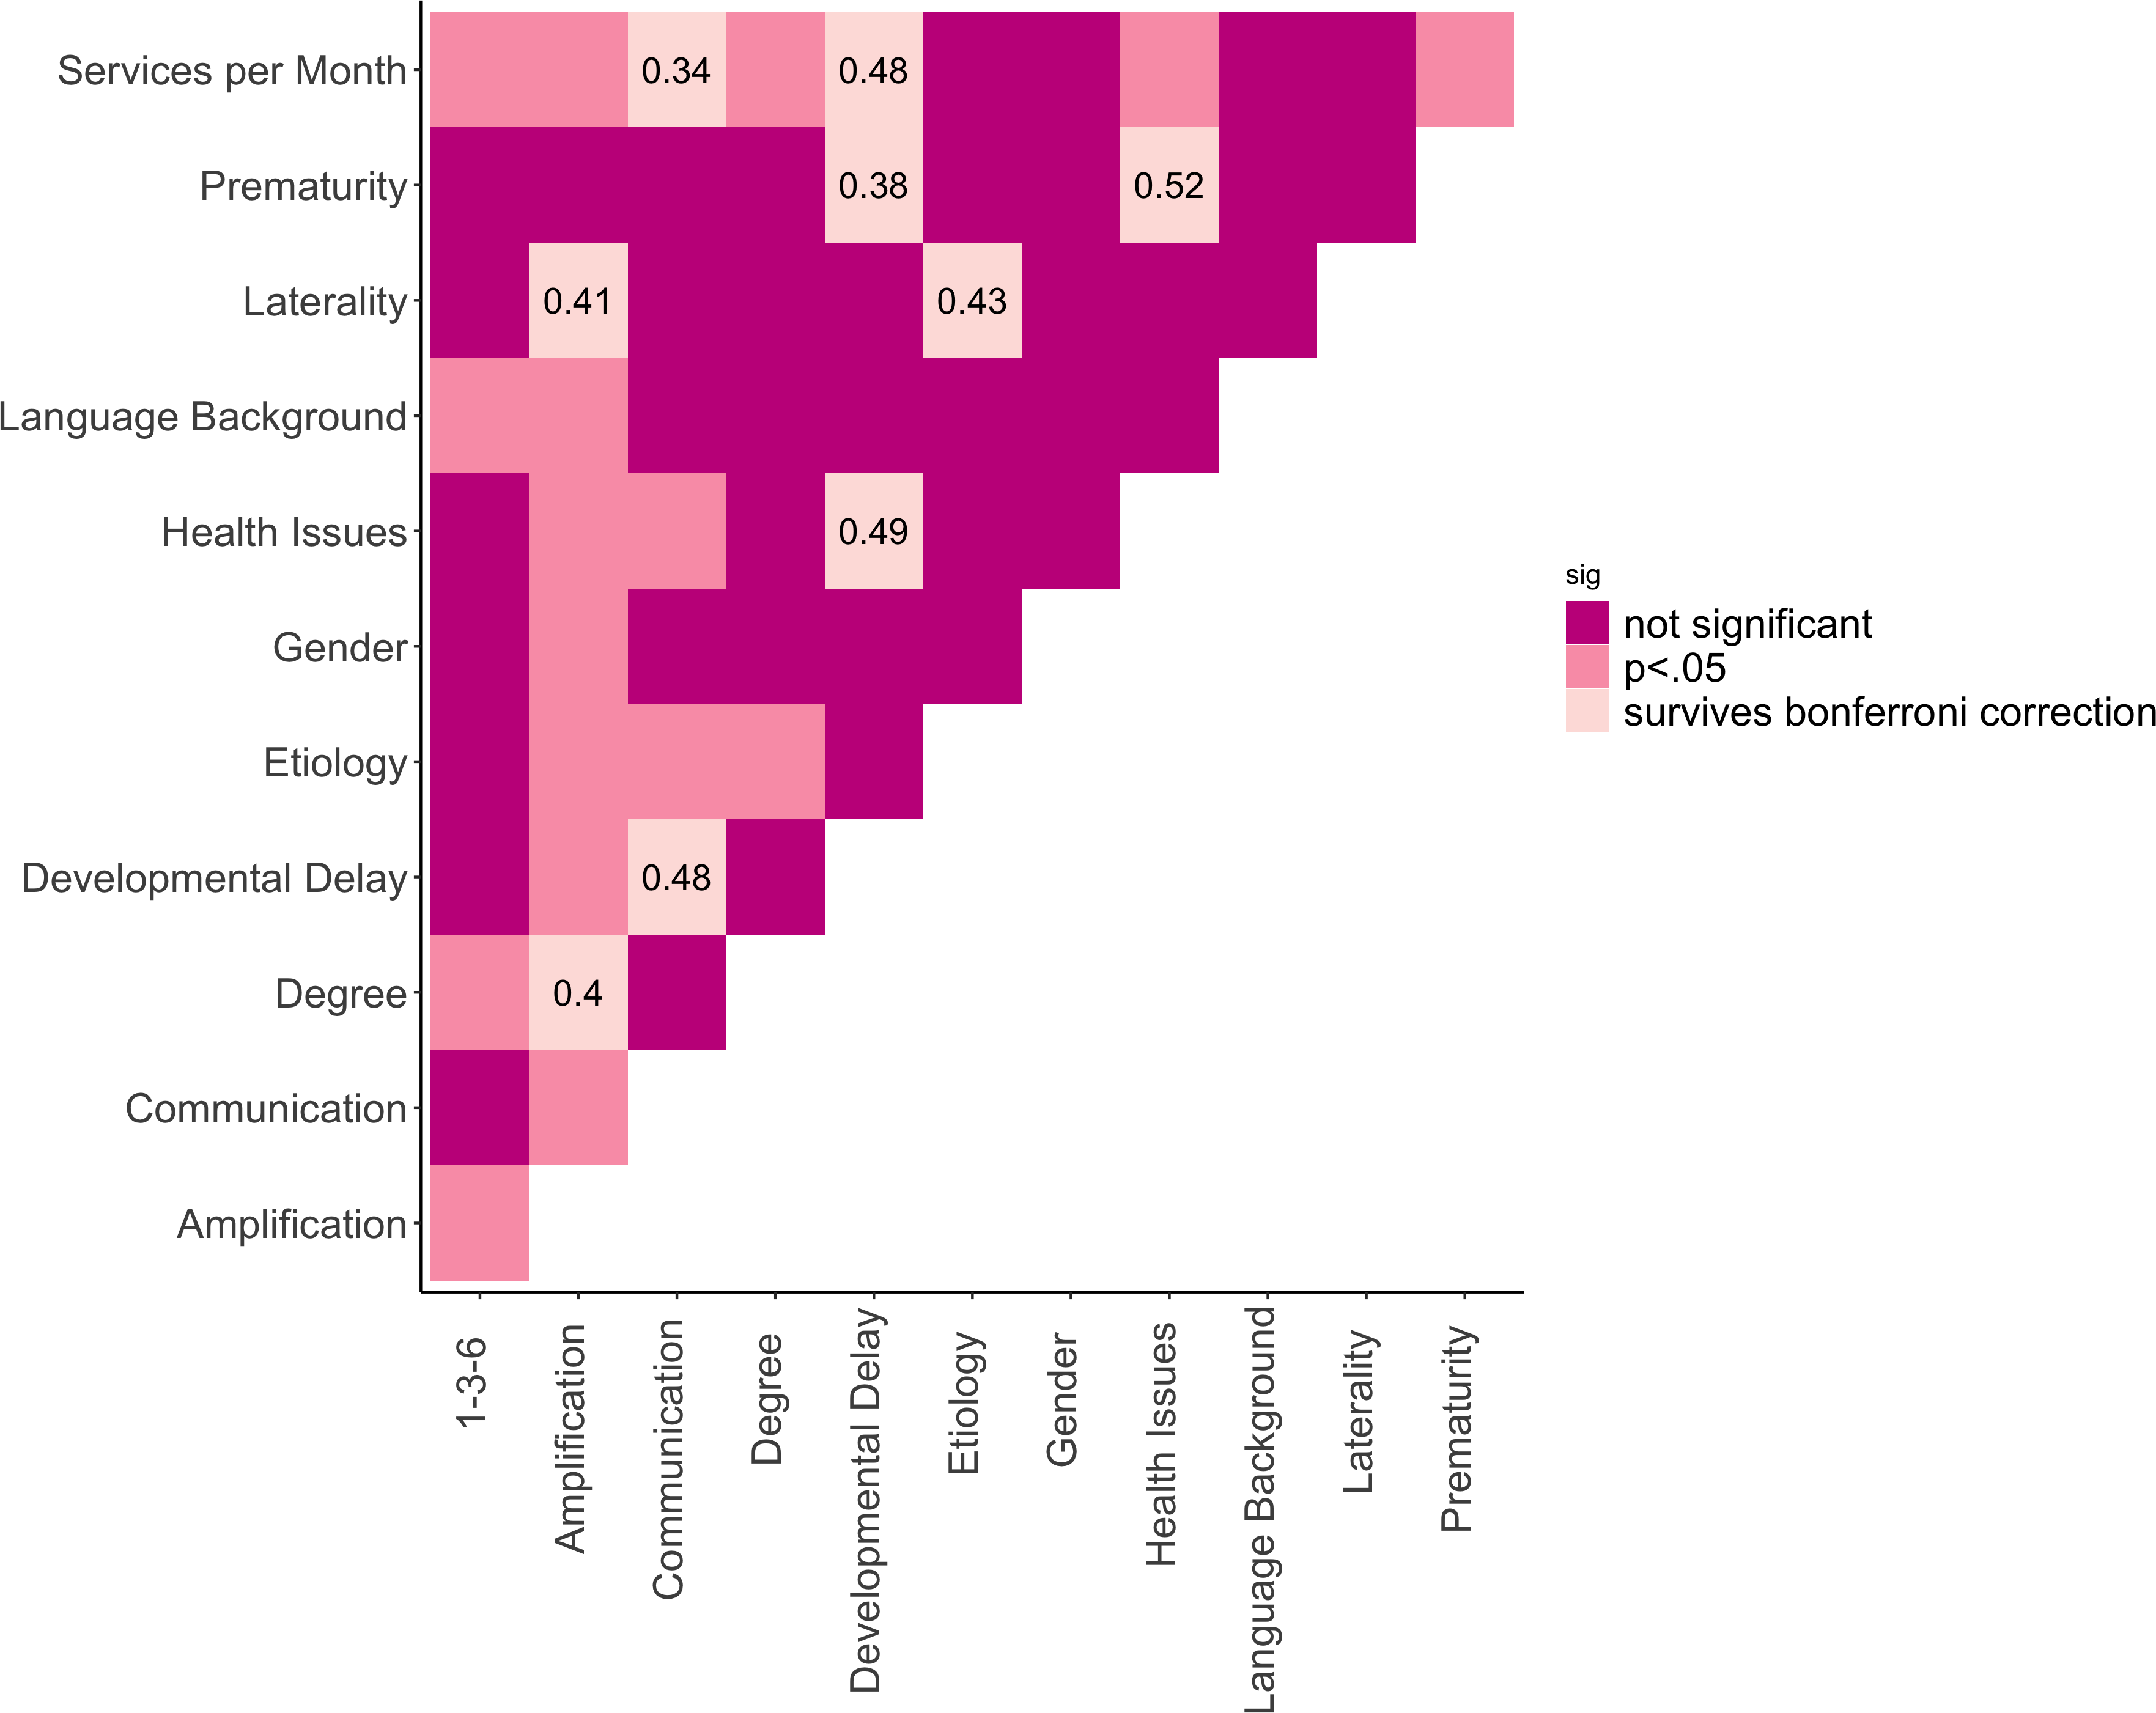 Services per Month
0.34
0.48
Prematurity
0.38
0.52
Laterality
0.41
0.43
Language Background
Health Issues
0.49
Gender
Etiology
Developmental Delay
0.48
Degree
0.4
Communication
Amplification
1-3-6
Amplification
Communication
Degree
Developmental Delay
Etiology
Gender
Health Issues
Language Background
Laterality
Prematurity
sig
not significant
p<.05
survives bonferroni correction